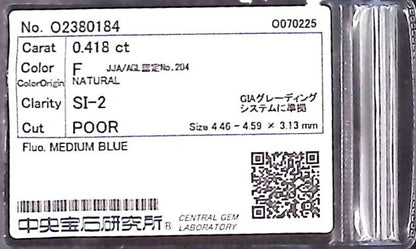 No. O2380184 O070225
Carat 0.418 ct
Color F JJA/AGL認定No.204
ColorOrigin NATURAL
Clarity SI-2 GIAグレーディング
システムに準拠
Cut POOR Size 4.46 - 4.59 × 3.13 mm
Fluo. MEDIUM BLUE
中央宝石研究所® CENTRAL GEM
LABORATORY